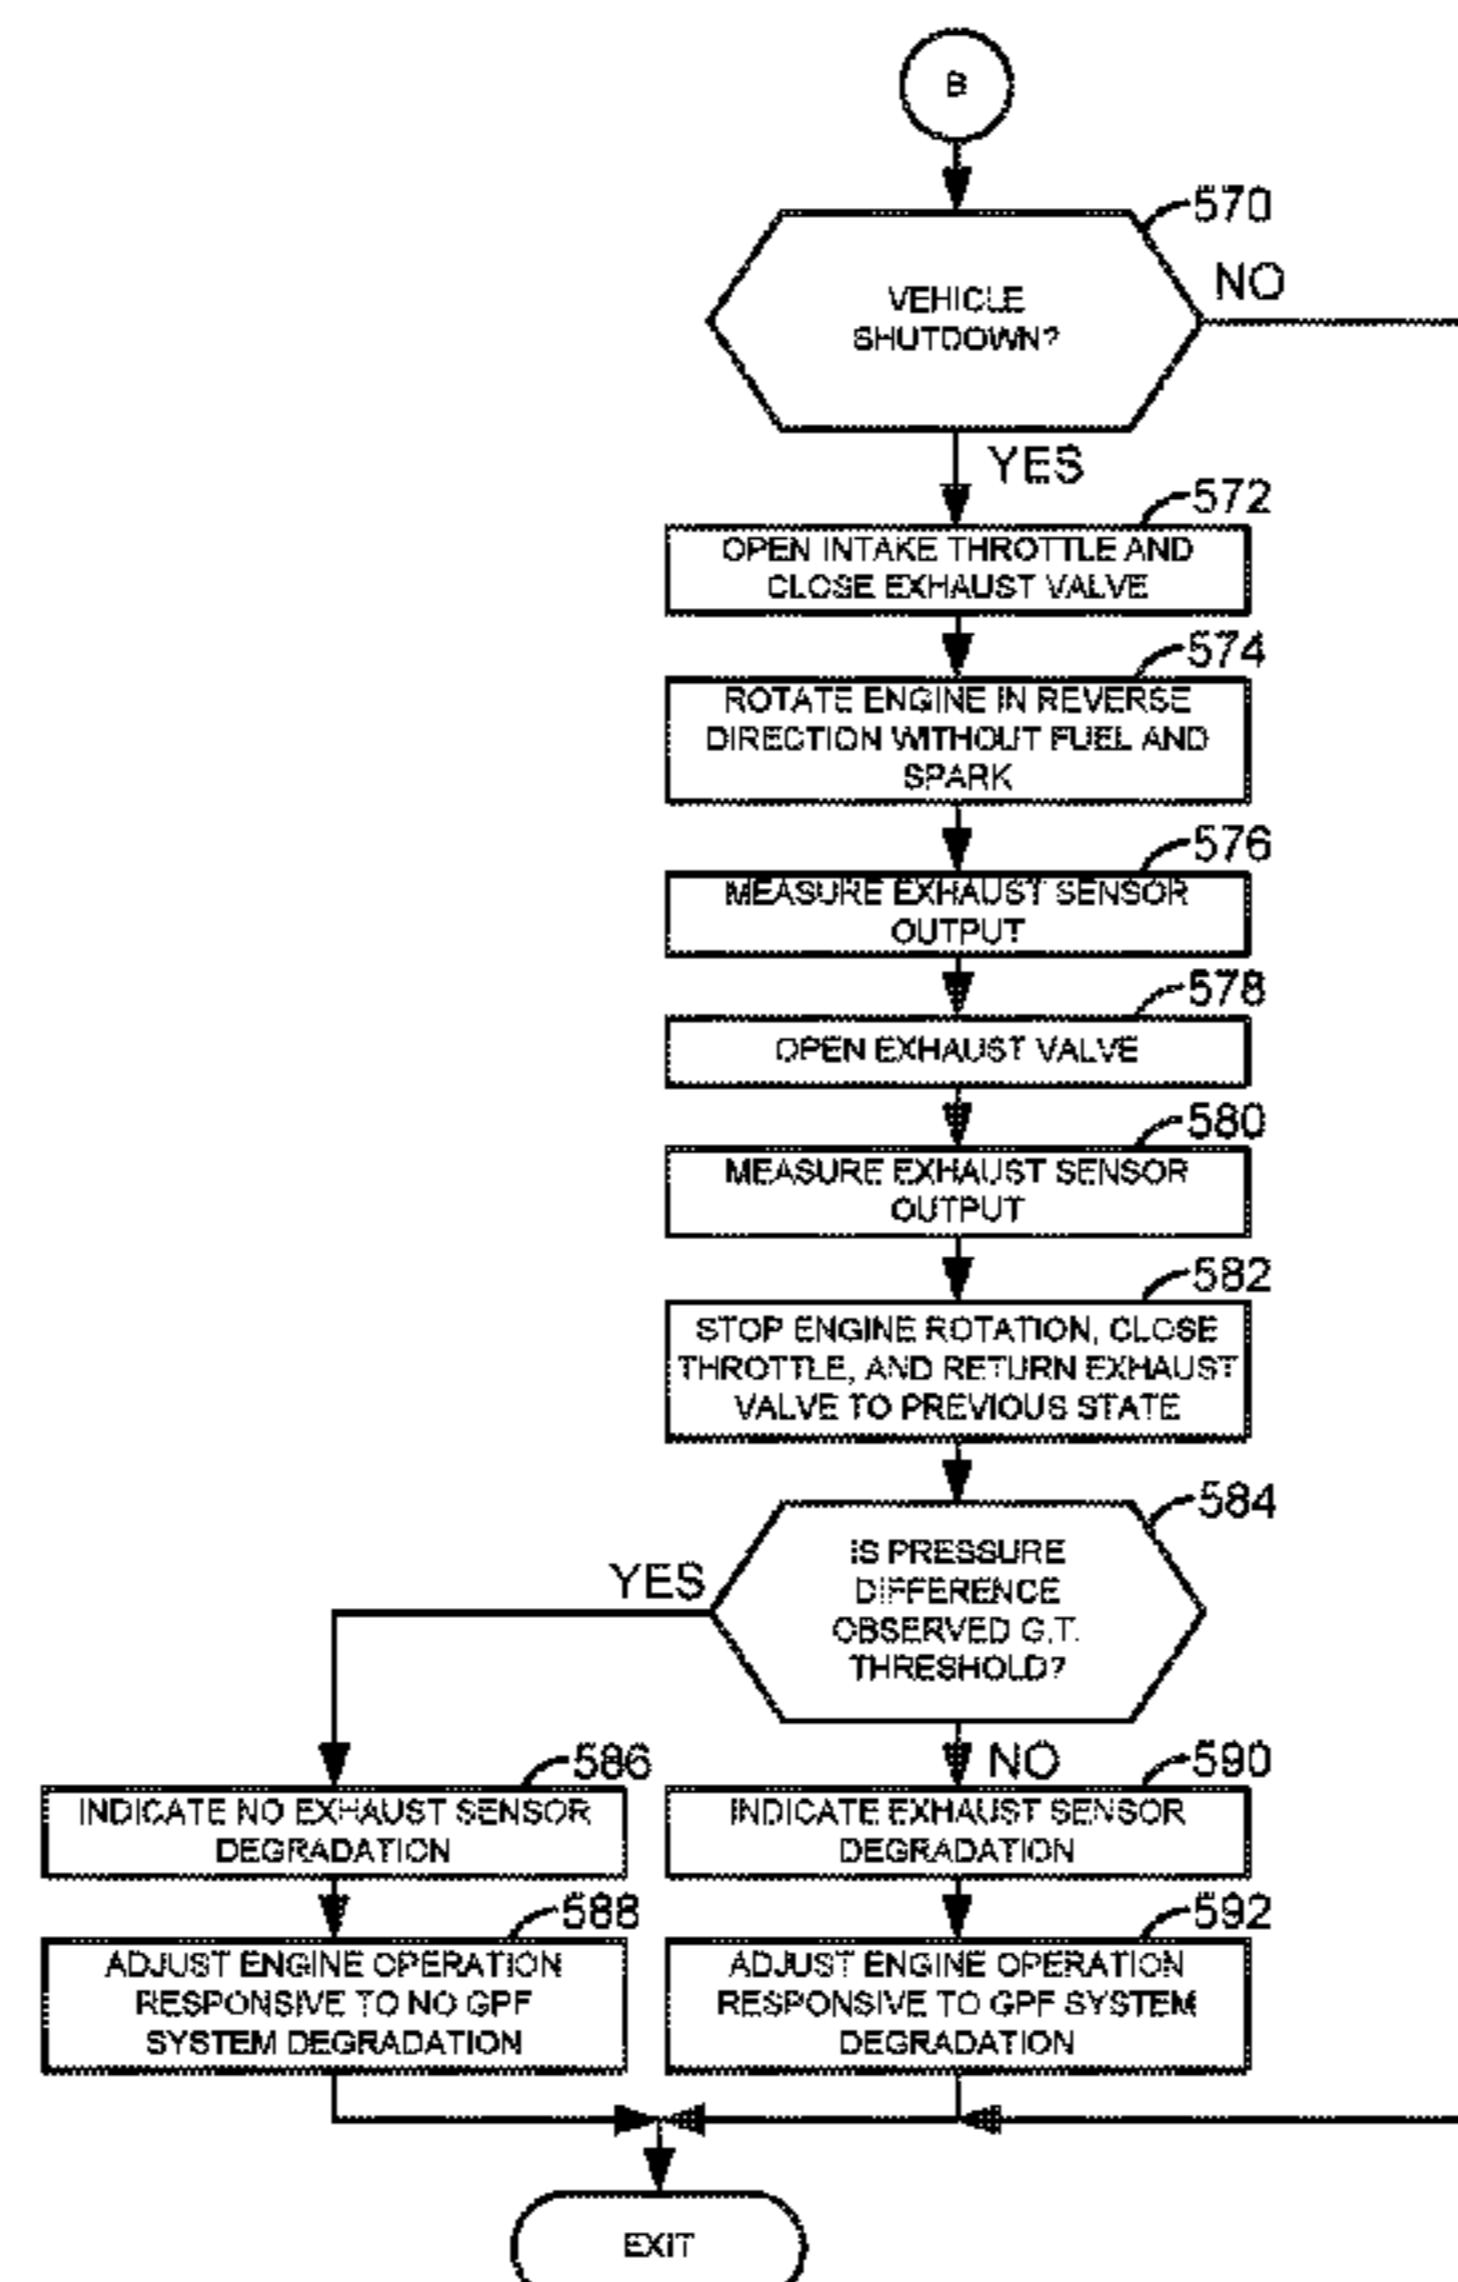 B
570
VEHICLE
SHUTDOWN?
NO
YES
572
OPEN INTAKE THROTTLE AND
CLOSE EXHAUST VALVE
574
ROTATE ENGINE IN REVERSE
DIRECTION WITHOUT FUEL AND
SPARK
576
MEASURE EXHAUST SENSOR
OUTPUT
578
OPEN EXHAUST VALVE
580
MEASURE EXHAUST SENSOR
OUTPUT
582
STOP ENGINE ROTATION, CLOSE
THROTTLE, AND RETURN EXHAUST
VALVE TO PREVIOUS STATE
584
IS PRESSURE
DIFFERENCE
OBSERVED G.T.
THRESHOLD?
YES
NO
586
INDICATE NO EXHAUST SENSOR
DEGRADATION
590
INDICATE EXHAUST SENSOR
DEGRADATION
588
ADJUST ENGINE OPERATION
RESPONSIVE TO NO GPF
SYSTEM DEGRADATION
592
ADJUST ENGINE OPERATION
RESPONSIVE TO GPF SYSTEM
DEGRADATION
EXIT